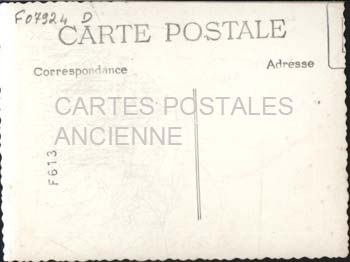 F07924 D
CARTE POSTALE
Correspondance
Adresse
CARTES POSTALES
ANCIENNE
F613